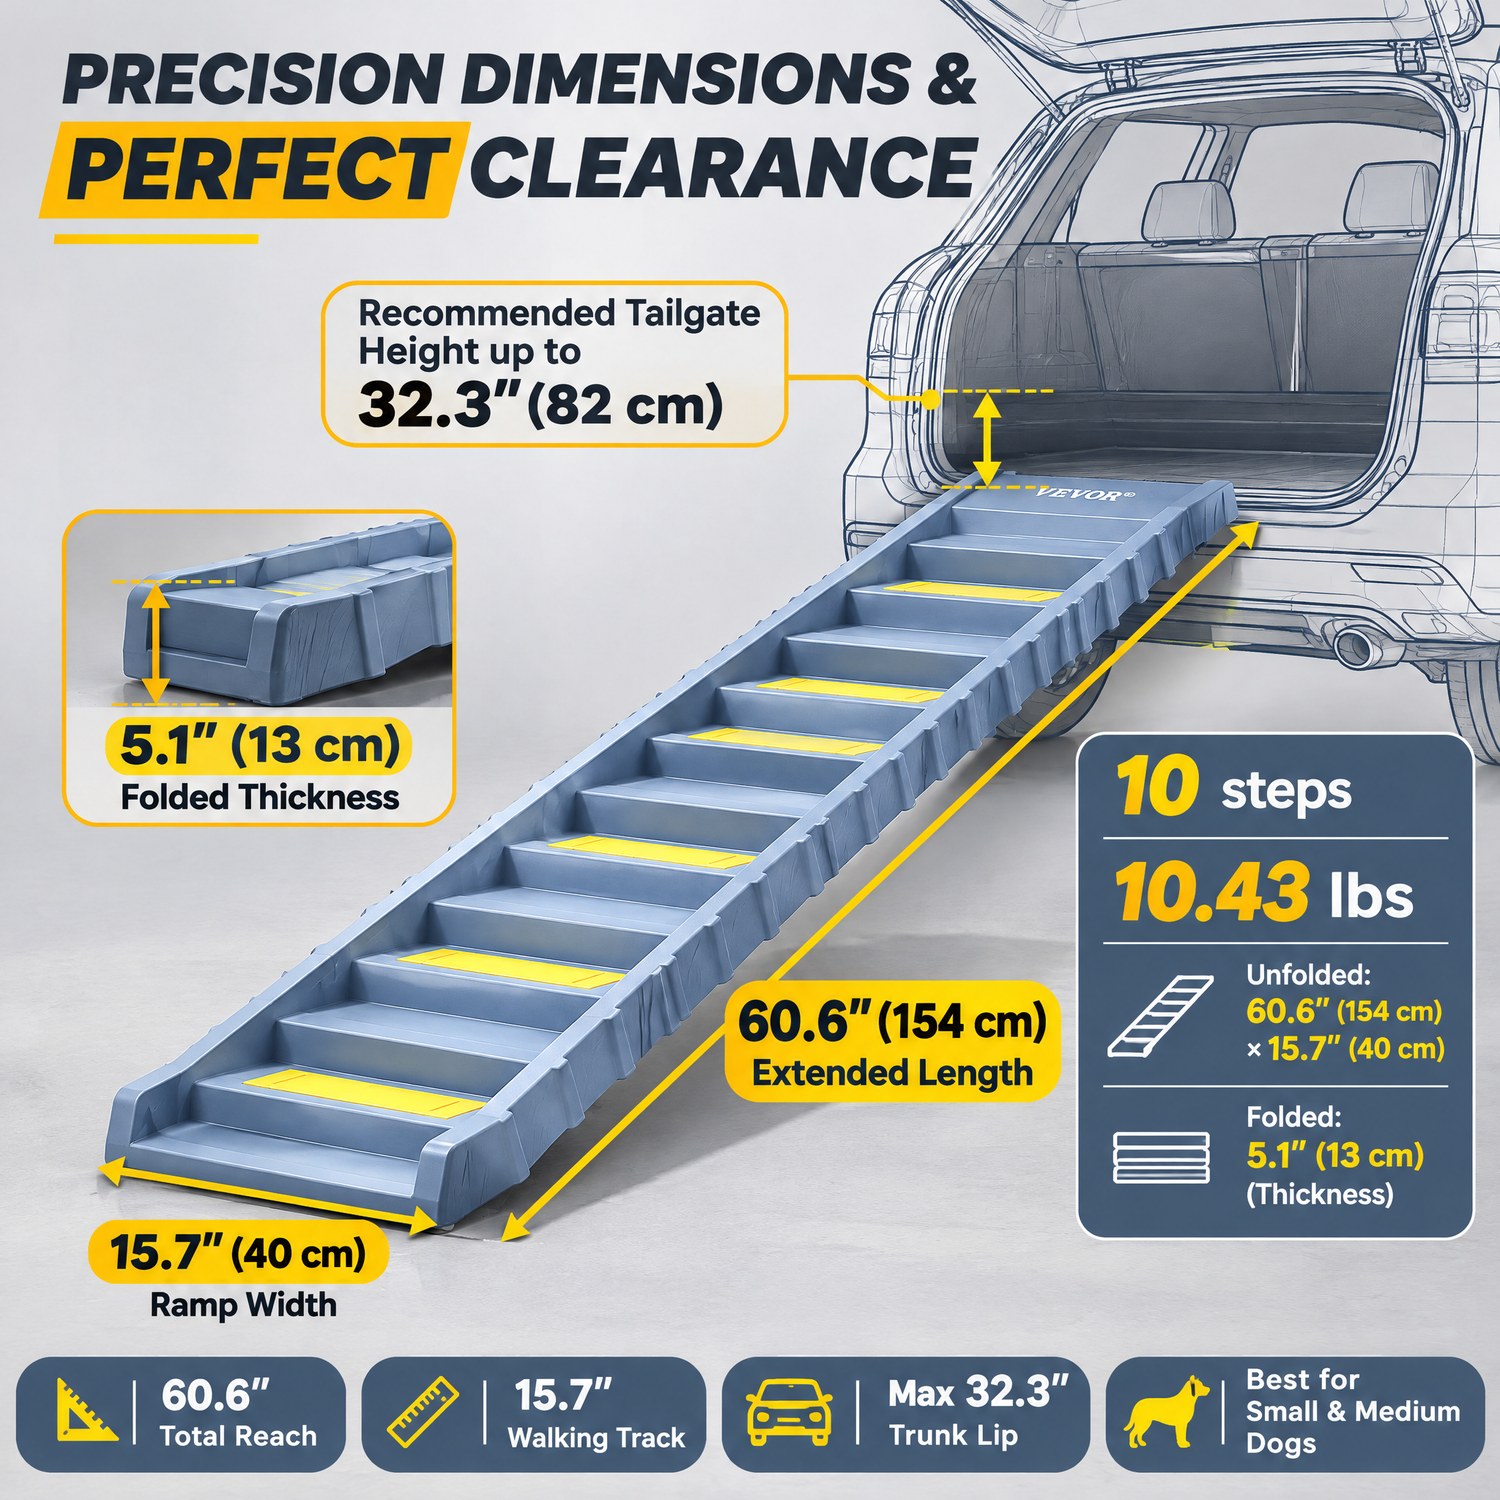 PRECISION DIMENSIONS &
PERFECT CLEARANCE
Recommended Tailgate
Height up to
32.3" (82 cm)
VEVOR®
5.1" (13 cm)
Folded Thickness
10 steps
10.43 lbs
Unfolded:
60.6" (154 cm)
× 15.7" (40 cm)
Folded:
5.1" (13 cm)
(Thickness)
60.6" (154 cm)
Extended Length
15.7" (40 cm)
Ramp Width
60.6"
Total Reach
15.7"
Walking Track
Max 32.3"
Trunk Lip
Best for
Small & Medium
Dogs